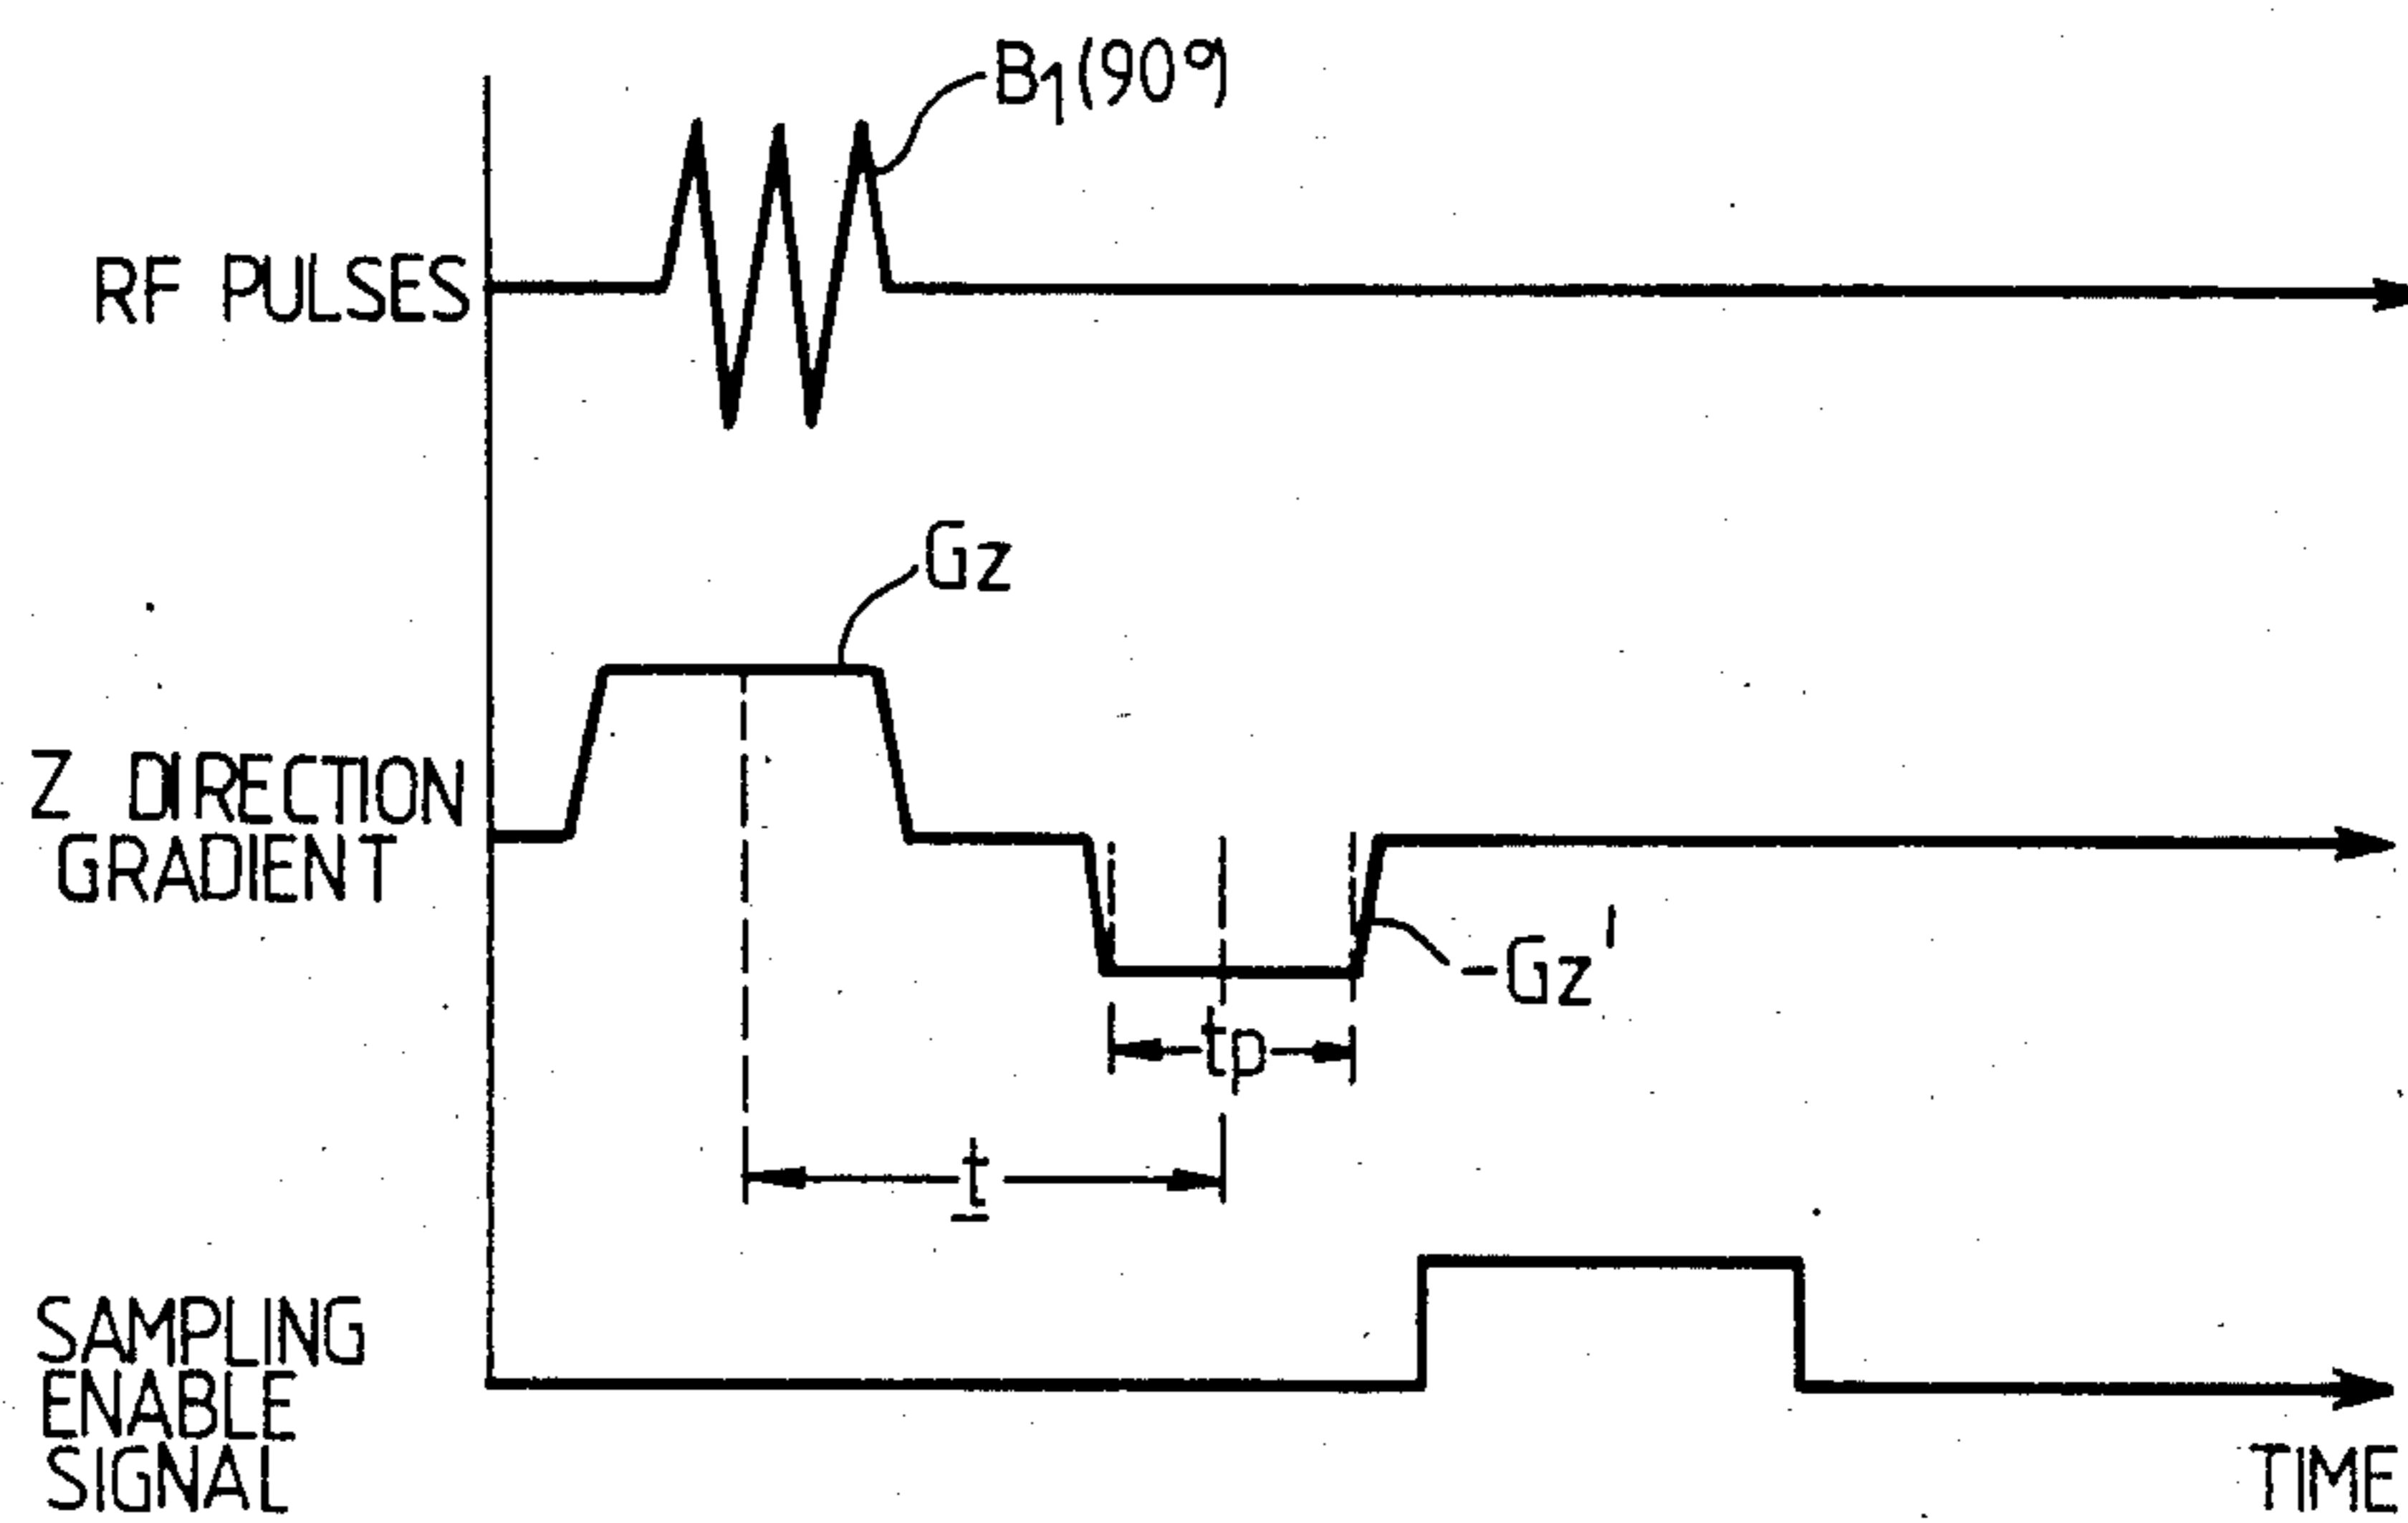 B1(90°)
RF PULSES
Gz
Z DIRECTION
GRADIENT
-Gz'
tp
t
SAMPLING
ENABLE
SIGNAL
TIME